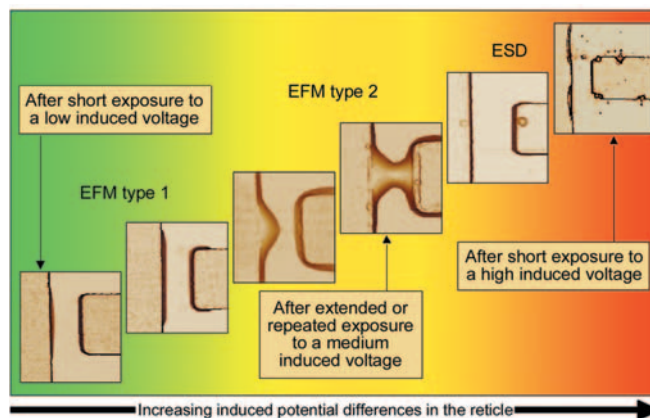 ESD
EFM type 2
After short exposure to
a low induced voltage
EFM type 1
After short exposure to
a high induced voltage
After extended or
repeated exposure
to a medium
induced voltage
Increasing induced potential differences in the reticle